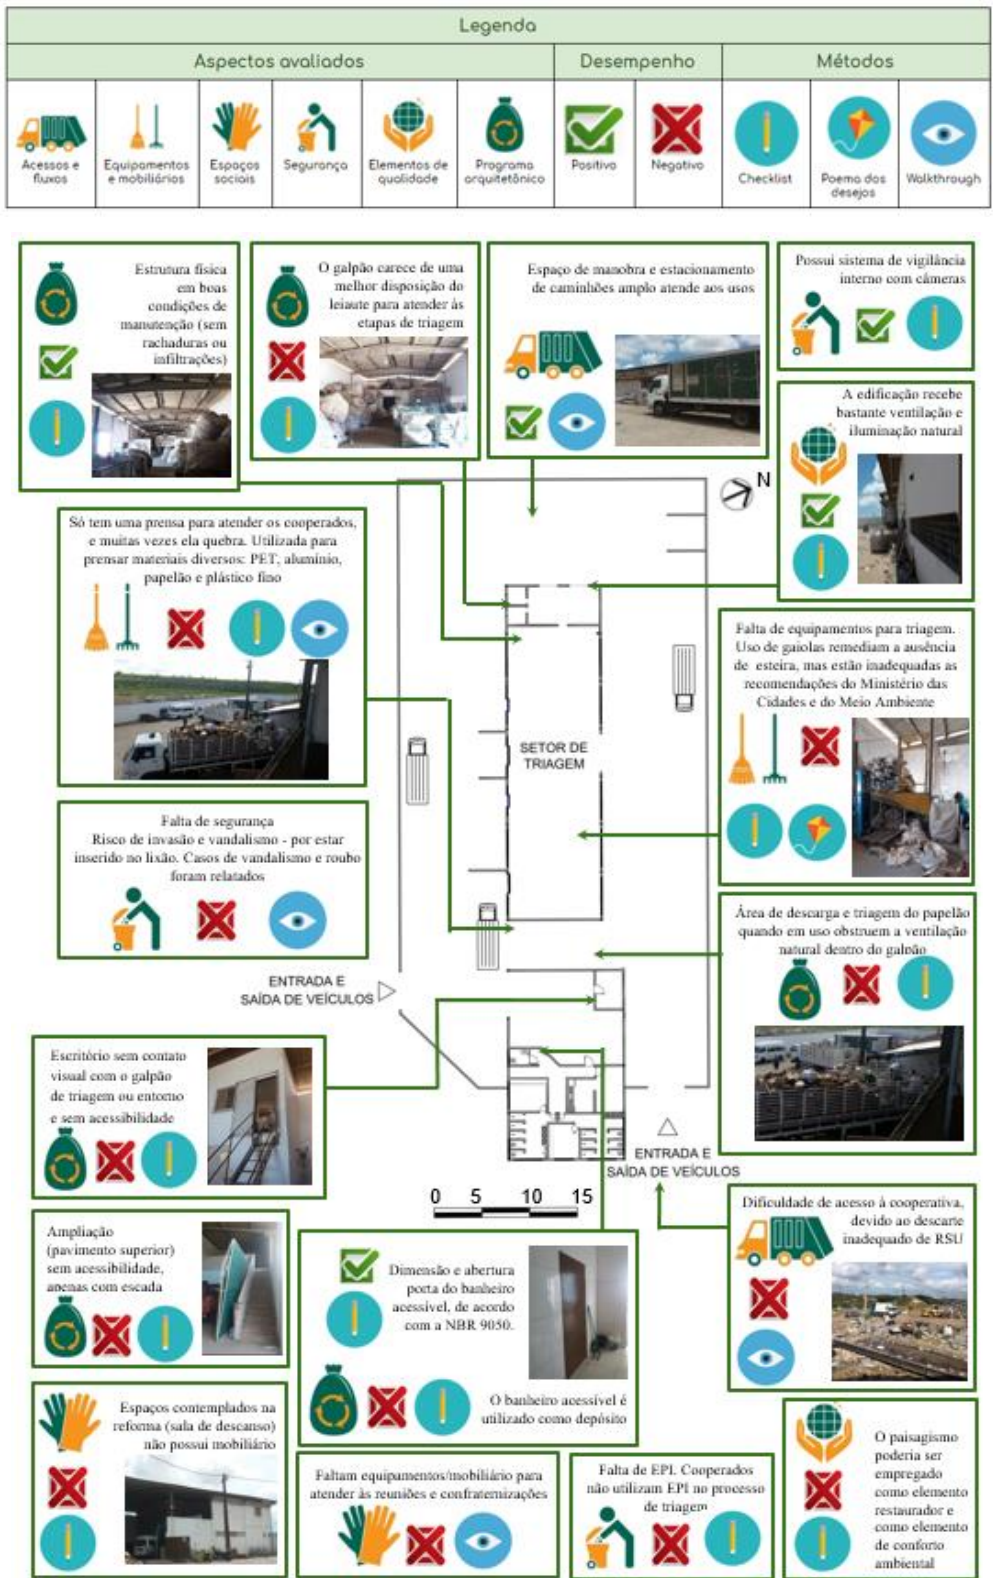 Legenda
Aspectos avaliados
Desempenho
Métodos
Acessos e
fluxos
Equipamentos
e mobiliários
Espaços
sociais
Segurança
Elementos de
qualidade
Programa
arquitetônico
Positivo
Negativo
Checklist
Poema dos
desejos
Walkthrough
Estrutura física
em boas
condições de
manutenção (sem
rachaduras ou
infiltrações)
O galpão carece de uma
melhor disposição do
leiaute para atender às
etapas de triagem
Espaço de manobra e estacionamento
de caminhões amplo atende aos usos
Possui sistema de vigilância
interno com câmeras
A edificação recebe
bastante ventilação e
iluminação natural
N
Só tem uma prensa para atender os cooperados,
e muitas vezes ela quebra. Utilizada para
prensar materiais diversos: PET, alumínio,
papelão e plástico fino
Falta de equipamentos para triagem.
Uso de gaiolas remediam a ausência
de esteira, mas estão inadequadas as
recomendações do Ministério das
Cidades e do Meio Ambiente
SETOR DE
TRIAGEM
Falta de segurança
Risco de invasão e vandalismo - por estar
inserido no lixão. Casos de vandalismo e roubo
foram relatados
Área de descarga e triagem do papelão
quando em uso obstruem a ventilação
natural dentro do galpão
ENTRADA E
SAÍDA DE VEÍCULOS
Escritório sem contato
visual com o galpão
de triagem ou entorno
e sem acessibilidade
ENTRADA E
SAÍDA DE VEÍCULOS
0 5 10 15
Ampliação
(pavimento superior)
sem acessibilidade,
apenas com escada
Dimensão e abertura
porta do banheiro
acessível, de acordo
com a NBR 9050.
O banheiro acessível é
utilizado como depósito
Dificuldade de acesso à cooperativa,
devido ao descarte
inadequado de RSU
Espaços contemplados na
reforma (sala de descanso)
não possui mobiliário
Faltam equipamentos/mobiliário para
atender às reuniões e confraternizações
Falta de EPI. Cooperados
não utilizam EPI no processo
de triagem
O paisagismo
poderia ser
empregado
como elemento
restaurador e
como elemento
de conforto
ambiental